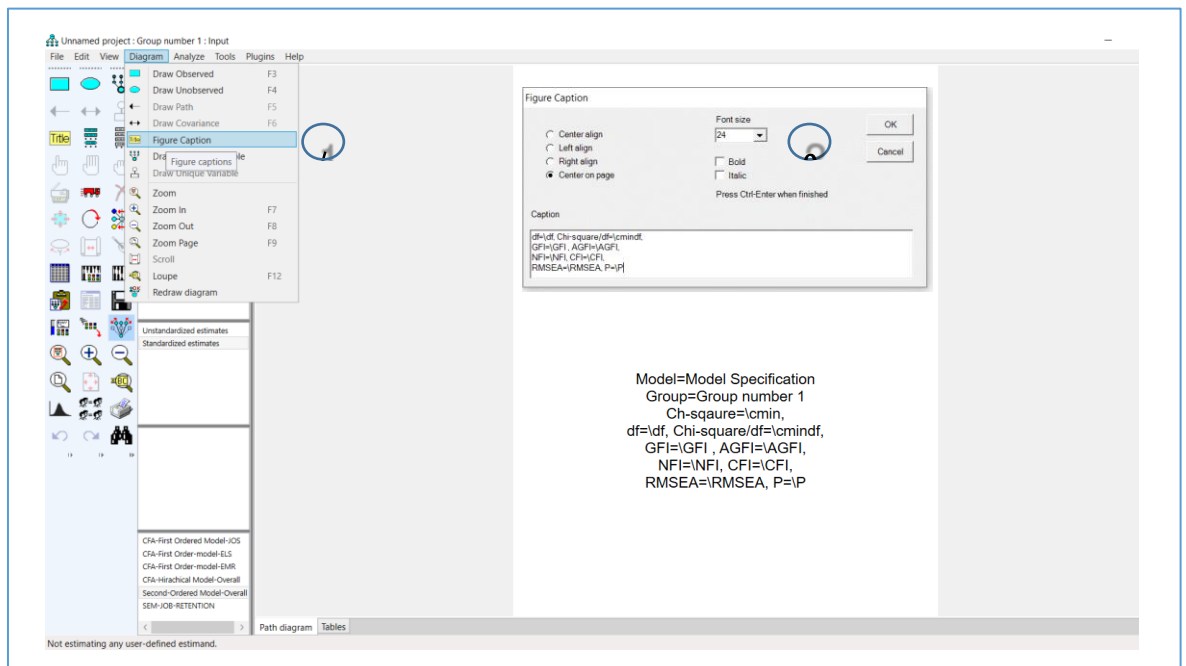 Unnamed project : Group number 1 : Input
File Edit View Diagram Analyze Tools Plugins Help
Draw Observed F3
Draw Unobserved F4
Draw Path F5
Draw Covariance F6
Title
Title Figure Caption
Figure captions
Draw Unique Variable
Zoom
Zoom In F7
Zoom Out F8
Zoom Page F9
Scroll
Loupe F12
Redraw diagram
Unstandardized estimates
Standardized estimates
CFA-First Ordered Model-JOS
CFA-First Order-model-ELS
CFA-First Order-model-EMR
CFA-Hirachical Model-Overall
Second-Ordered Model-Overall
SEM-JOB-RETENTION
Path diagram Tables
Not estimating any user-defined estimand.
Figure Caption
Center align
Left align
Right align
Center on page
Font size
24
Bold
Italic
Press Ctrl-Enter when finished
OK
Cancel
Caption
df=\df, Chi-square/df=\cmindf,
GFI=\GFI , AGFI=\AGFI,
NFI=\NFI, CFI=\CFI,
RMSEA=\RMSEA, P=\P
Model=Model Specification
Group=Group number 1
Ch-sqaure=\cmin,
df=\df, Chi-square/df=\cmindf,
GFI=\GFI , AGFI=\AGFI,
NFI=\NFI, CFI=\CFI,
RMSEA=\RMSEA, P=\P